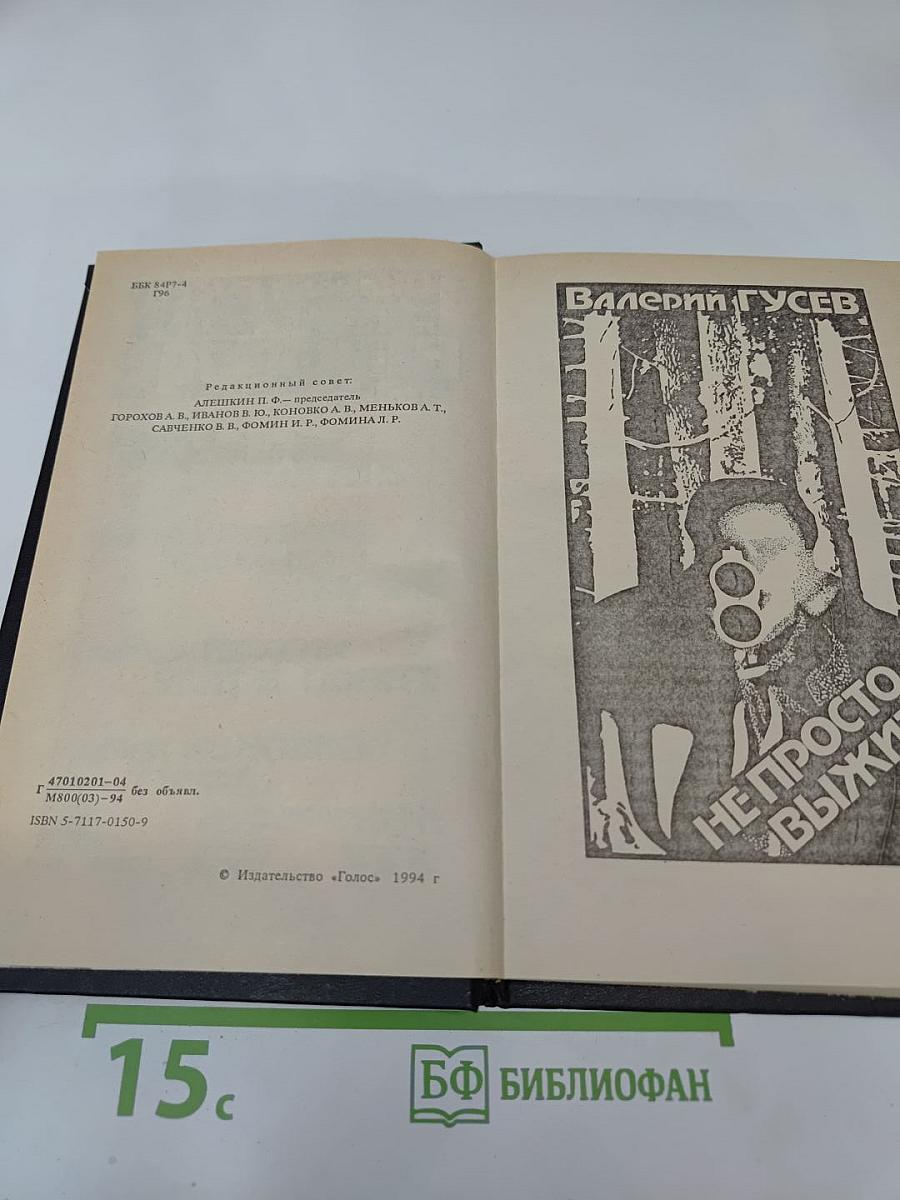 ББК 84Р7-4
Г96
Редакционный совет:
АЛЕШКИН П. Ф.— председатель
ГОРОХОВ А. В., ИВАНОВ В. Ю., КОНОВКО А. В., МЕНЬКОВ А. Т.,
САВЧЕНКО В. В., ФОМИН И. Р., ФОМИНА Л. Р.
Г 47010201—04
М800(03)—94 без объявл.
ISBN 5-7117-0150-9
© Издательство «Голос» 1994 г
Валерий ГУСЕВ
НЕ ПРОСТО
15 с
БФ БИБЛИОФАН